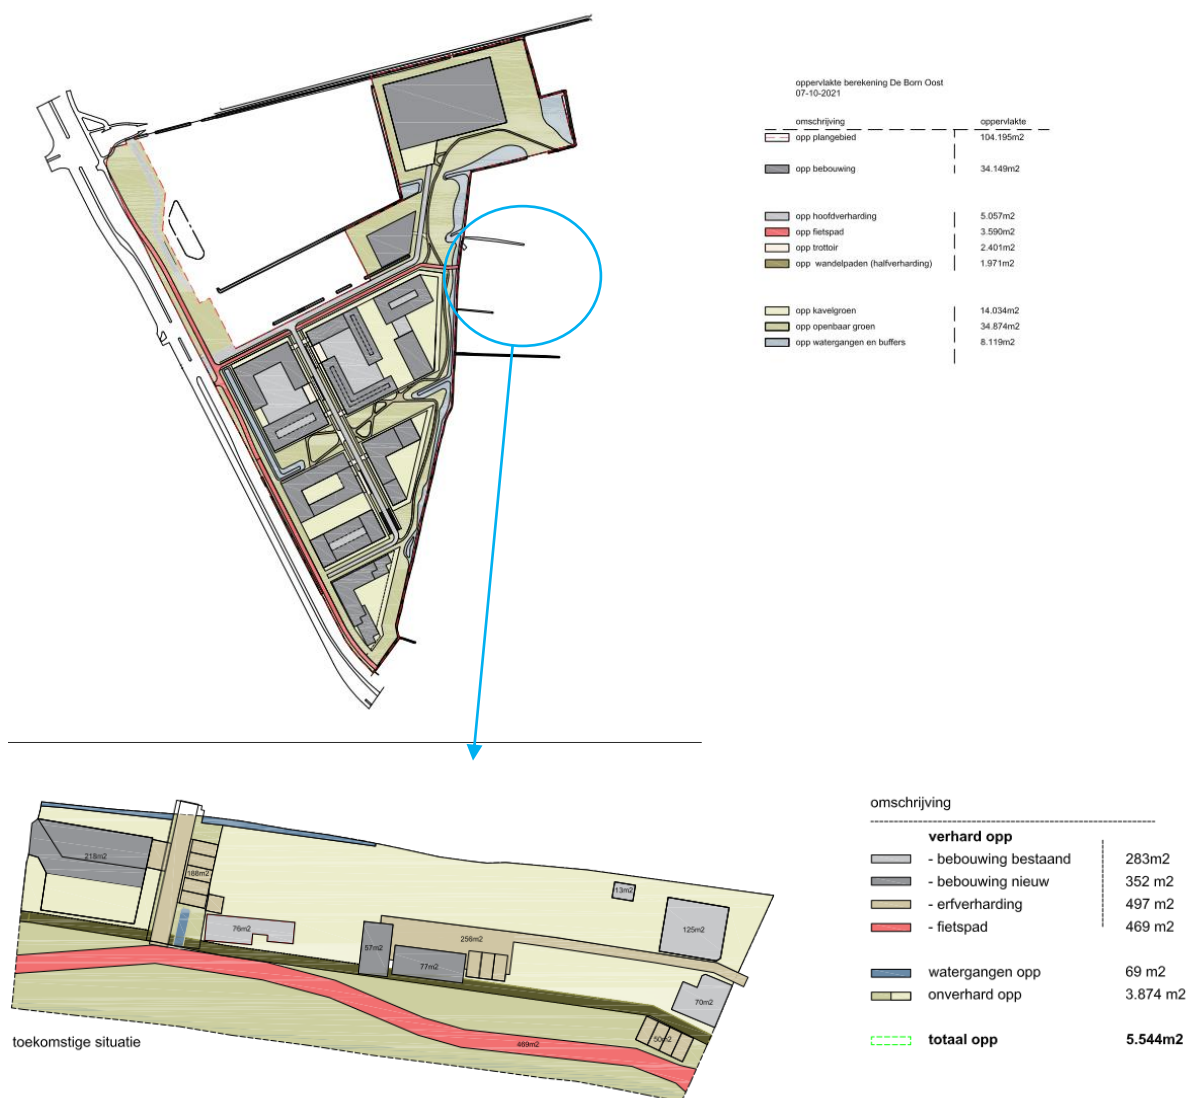 oppervlakte berekening De Born Oost
07-10-2021
omschrijving oppervlakte
opp plangebied 104.195m2
opp bebouwing 34.149m2
opp hoofdverharding 5.057m2
opp fietspad 3.590m2
opp trottoir 2.401m2
opp wandelpaden (halfverharding) 1.971m2
opp kavelgroen 14.034m2
opp openbaar groen 34.874m2
opp watergangen en buffers 8.119m2
218m2
188m2
76m2
57m2
77m2
256m2
13m2
125m2
70m2
50m2
469m2
toekomstige situatie
omschrijving
verhard opp
- bebouwing bestaand 283m2
- bebouwing nieuw 352 m2
- erfverharding 497 m2
- fietspad 469 m2
watergangen opp 69 m2
onverhard opp 3.874 m2
totaal opp 5.544m2